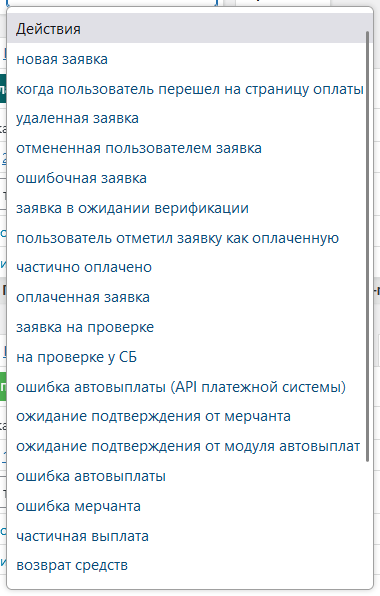 Действия
новая заявка
когда пользователь перешел на страницу оплаты
удаленная заявка
отмененная пользователем заявка
ошибочная заявка
заявка в ожидании верификации
пользователь отметил заявку как оплаченную
частично оплачено
оплаченная заявка
заявка на проверке
на проверке у СБ
ошибка автовыплаты (API платежной системы)
ожидание подтверждения от мерчанта
ожидание подтверждения от модуля автовыплат
ошибка автовыплаты
ошибка мерчанта
частичная выплата
возврат средств